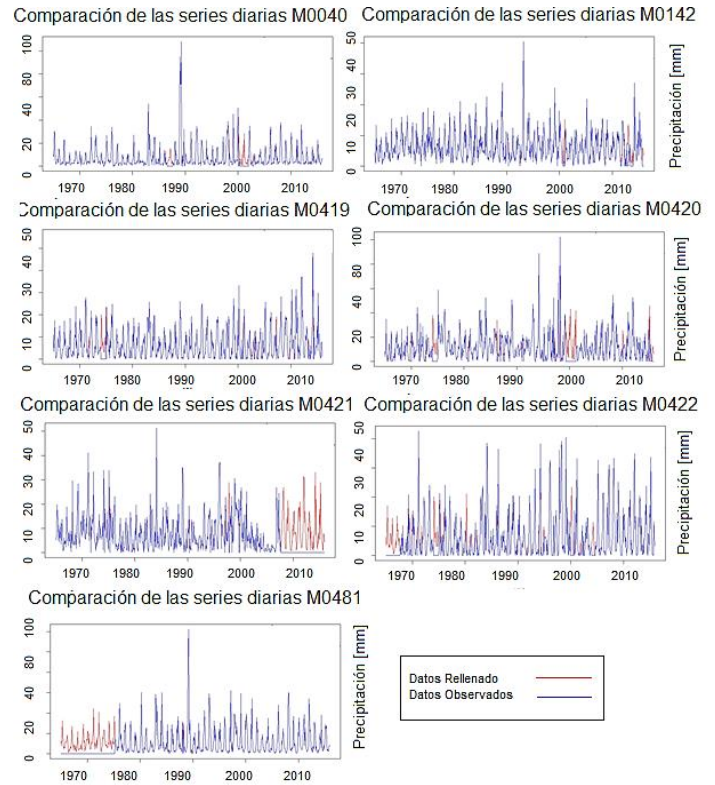 Comparación de las series diarias M0040
Comparación de las series diarias M0142
0 20 40 60 80 100
1970 1980 1990 2000 2010
0 10 20 30 40 50
1970 1980 1990 2000 2010
Precipitación [mm]
Comparación de las series diarias M0419
Comparación de las series diarias M0420
0 10 20 30 40 50
1970 1980 1990 2000 2010
0 20 40 60 80 100
1970 1980 1990 2000 2010
Precipitación [mm]
Comparación de las series diarias M0421
Comparación de las series diarias M0422
0 10 20 30 40 50
1970 1980 1990 2000 2010
0 10 20 30 40 50
1970 1980 1990 2000 2010
Precipitación [mm]
Comparación de las series diarias M0481
0 20 40 60 80 100
1970 1980 1990 2000 2010
Precipitación [mm]
Datos Rellenado
Datos Observados